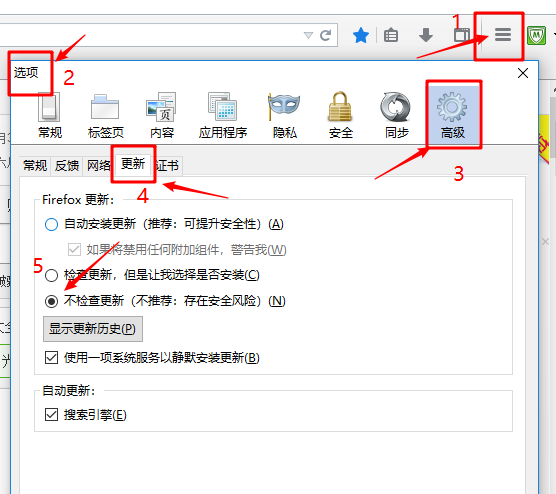 1
选项
2
常规 标签页 内容 应用程序 隐私 安全 同步 高级
3
常规 反馈 网络 更新 证书
4
Firefox 更新:
自动安装更新（推荐：可提升安全性）(A)
如果将禁用任何附加组件，警告我(W)
5
检查更新，但是让我选择是否安装(C)
不检查更新（不推荐：存在安全风险）(N)
显示更新历史(P)
使用一项系统服务以静默安装更新(B)
自动更新：
搜索引擎(E)